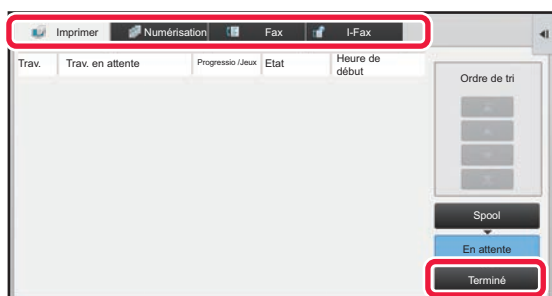 Imprimer Numérisation Fax I-Fax
Trav. Trav. en attente Progressio /Jeux Etat Heure de
début
Ordre de tri
Spool
En attente
Terminé